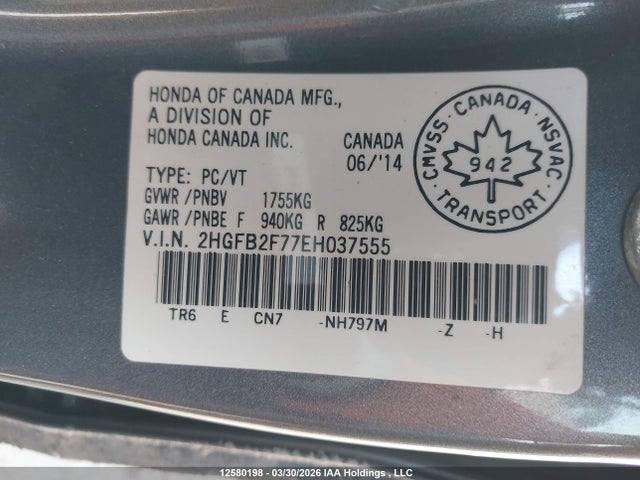 HONDA OF CANADA MFG.,
A DIVISION OF
HONDA CANADA INC.
CANADA
06/'14
TYPE: PC/VT
GVWR /PNBV 1755KG
GAWR /PNBE F 940KG R 825KG
V.I.N. 2HGFB2F77EH037555
TR6 E CN7 -NH797M -Z -H
CMVSS · CANADA · NSVAC
942
TRANSPORT
12580198 - 03/30/2026 IAA Holdings , LLC